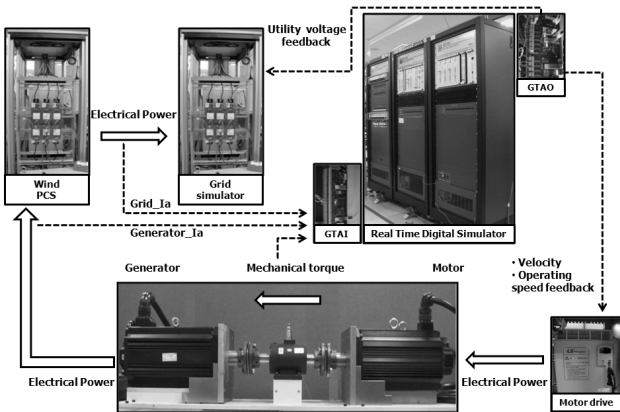 Utility voltage
feedback
GTAO
Electrical Power
Wind
PCS
Grid
simulator
Grid_Ia
Generator_Ia
GTAI
Real Time Digital Simulator
Generator
Mechanical torque
Motor
• Velocity
• Operating
speed feedback
Electrical Power
Electrical Power
Motor drive